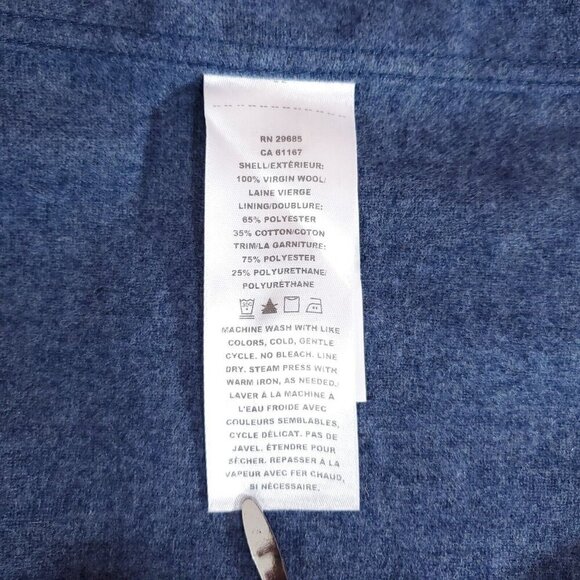 RN 29685
CA 61167
SHELL/EXTÉRIEUR:
100% VIRGIN WOOL/
LAINE VIERGE
LINING/DOUBLURE:
65% POLYESTER
35% COTTON/COTON
TRIM/LA GARNITURE:
75% POLYESTER
25% POLYURETHANE/
POLYURÉTHANE
MACHINE WASH WITH LIKE
COLORS, COLD, GENTLE
CYCLE. NO BLEACH. LINE
DRY. STEAM PRESS WITH
WARM IRON, AS NEEDED./
LAVER À LA MACHINE À
L'EAU FROIDE AVEC
COULEURS SEMBLABLES,
CYCLE DÉLICAT. PAS DE
JAVEL. ÉTENDRE POUR
SÉCHER. REPASSER À LA
VAPEUR AVEC FER CHAUD,
SI NÉCESSAIRE.